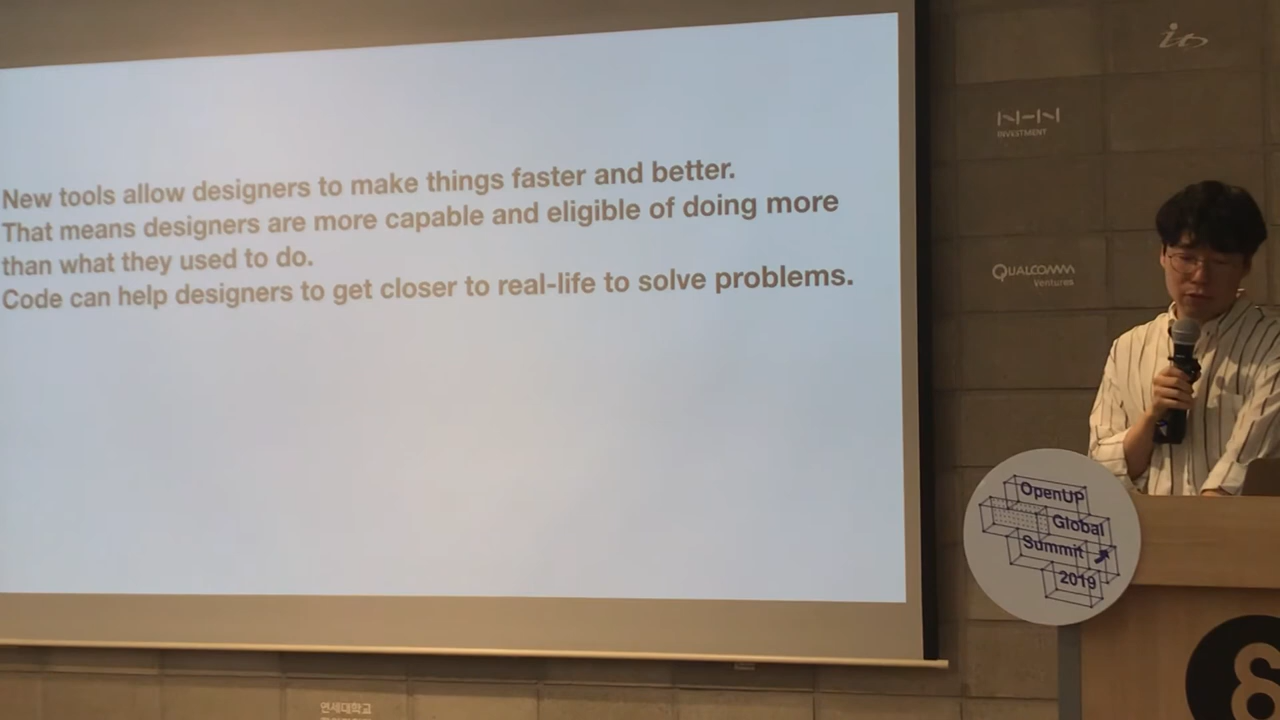 New tools allow designers to make things faster and better.
That means designers are more capable and eligible of doing more
than what they used to do.
Code can help designers to get closer to real-life to solve problems.
N-N
INVESTMENT
QUALCOMM
Ventures
OpenUP
Global
Summit
2019
연세대학교